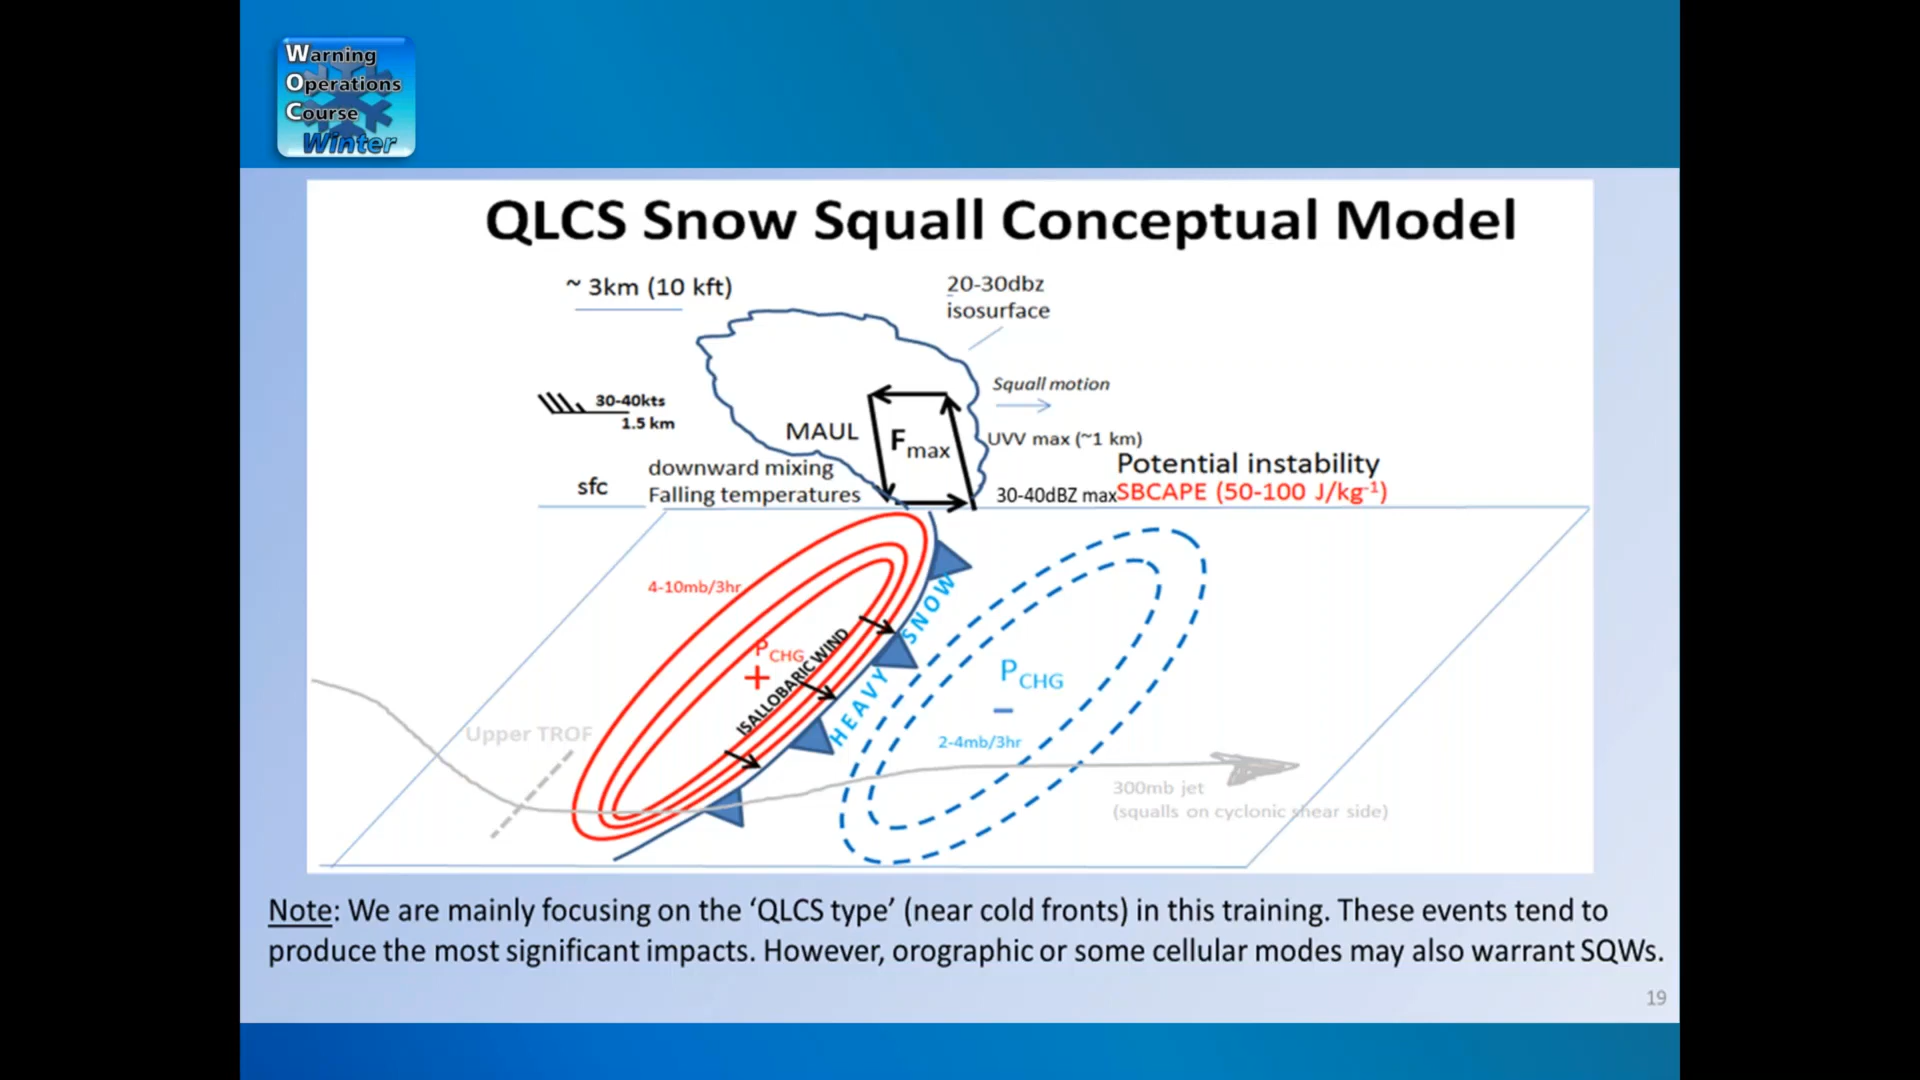 Warning
Operations
Course
Winter
QLCS Snow Squall Conceptual Model
~ 3km (10 kft)
20-30dbz
isosurface
Squall motion
30-40kts
1.5 km
MAUL
Fmax
UVV max (~1 km)
Potential instability
SBCAPE (50-100 J/kg-1)
downward mixing
Falling temperatures
sfc
30-40dBZ max
4-10mb/3hr
PCHG
+
ISALLOBARIC WIND
HEAVY SNOW
PCHG
-
2-4mb/3hr
Upper TROF
300mb jet
(squalls on cyclonic shear side)
Note: We are mainly focusing on the ‘QLCS type’ (near cold fronts) in this training. These events tend to
produce the most significant impacts. However, orographic or some cellular modes may also warrant SQWs.
19